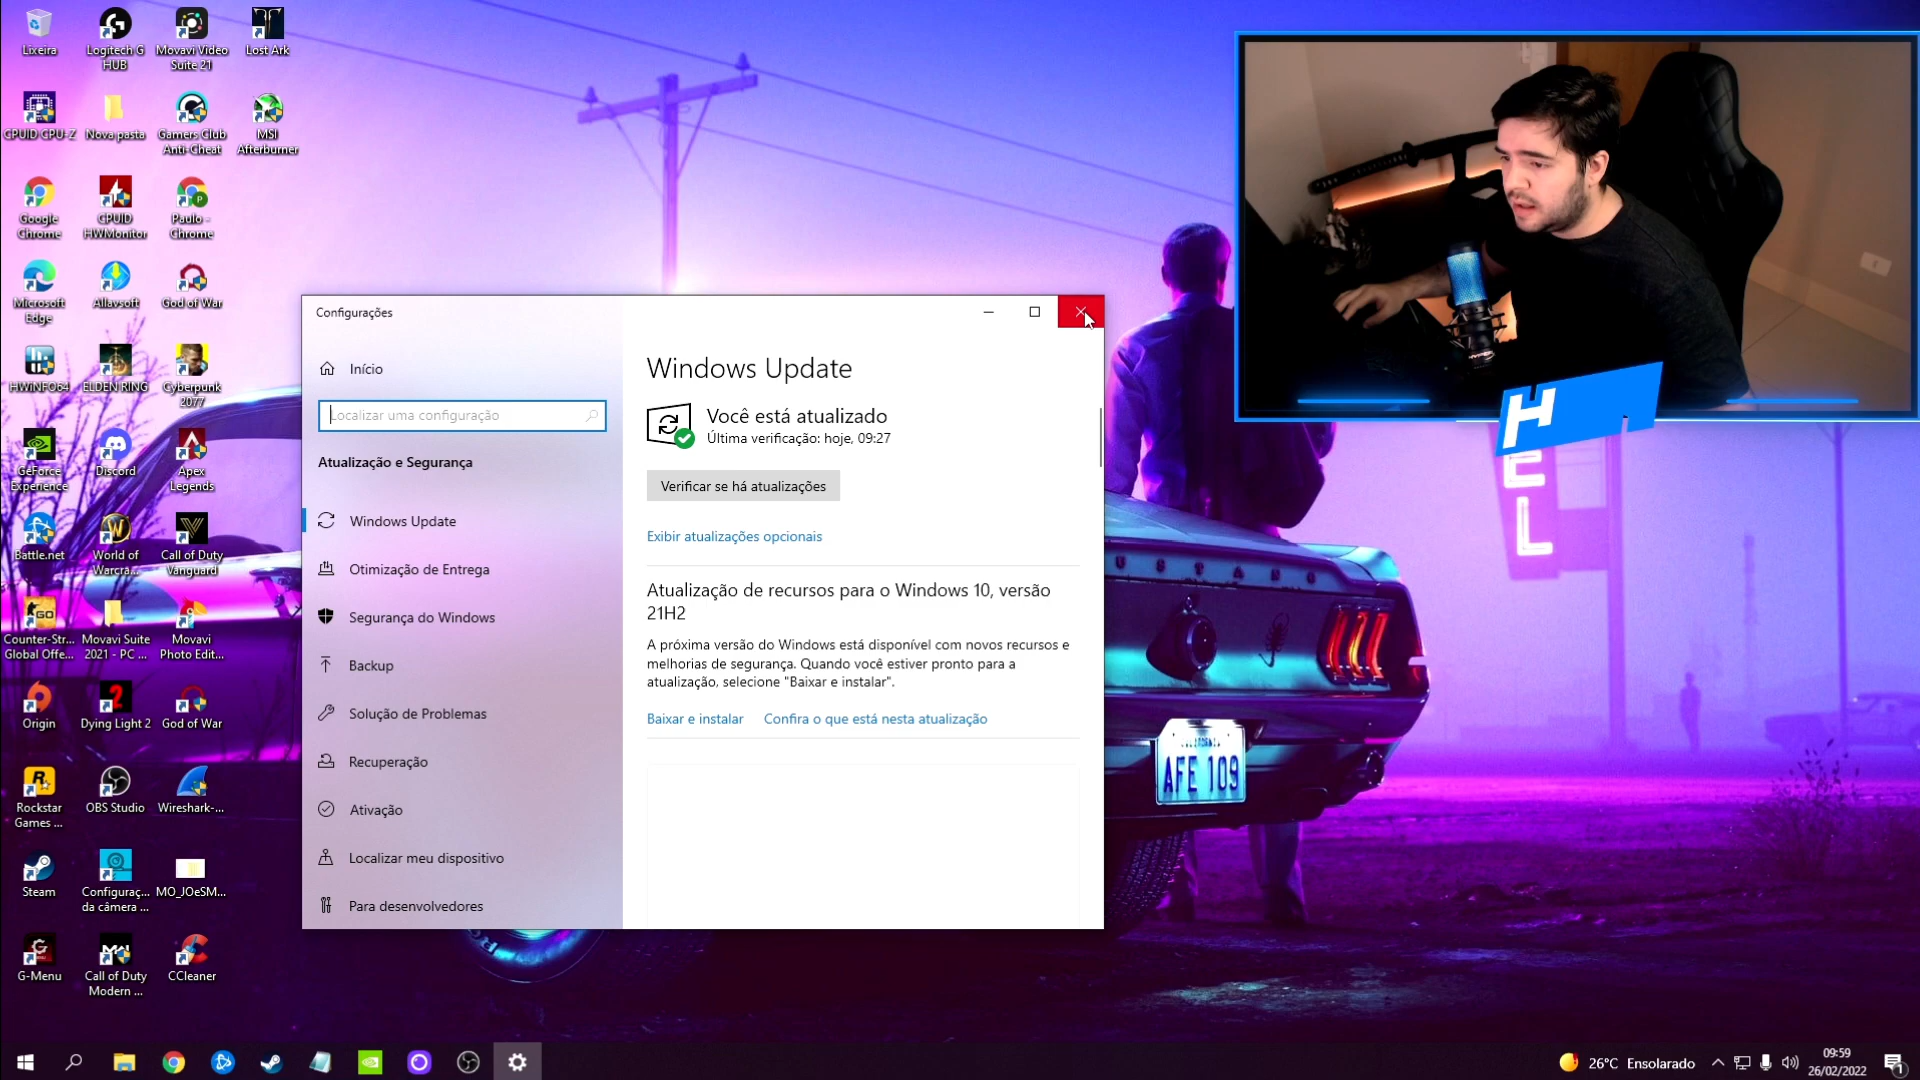 Lixeira
Logitech G
HUB
Movavi Video
Suite 21
Lost Ark
CPUID CPU-Z
Nova pasta
Gamers Club
Anti-Cheat
MSI
Afterburner
Google
Chrome
CPUID
HWMonitor
Paulo -
Chrome
Microsoft
Edge
Allavsoft
God of War
HWiNFO64
ELDEN RING
Cyberpunk
2077
GeForce
Experience
Discord
Apex
Legends
Battle.net
World of
Warcra...
Call of Duty
Vanguard
Counter-Str...
Global Offe...
Movavi Suite
2021 - PC ...
Movavi
Photo Edit...
Origin
Dying Light 2
God of War
Rockstar
Games ...
OBS Studio
Wireshark-...
Steam
Configuraç...
da câmera ...
MO_JOeSM...
G-Menu
Call of Duty
Modern ...
CCleaner
Configurações
Início
Localizar uma configuração
Atualização e Segurança
Windows Update
Otimização de Entrega
Segurança do Windows
Backup
Solução de Problemas
Recuperação
Ativação
Localizar meu dispositivo
Para desenvolvedores
Windows Update
Você está atualizado
Última verificação: hoje, 09:27
Verificar se há atualizações
Exibir atualizações opcionais
Atualização de recursos para o Windows 10, versão
21H2
A próxima versão do Windows está disponível com novos recursos e
melhorias de segurança. Quando você estiver pronto para a
atualização, selecione "Baixar e instalar".
Baixar e instalar
Confira o que está nesta atualização
H
E
L
MUSTANG
CALIFORNIA
AFE 109
26°C Ensolarado
09:59
26/02/2022
1